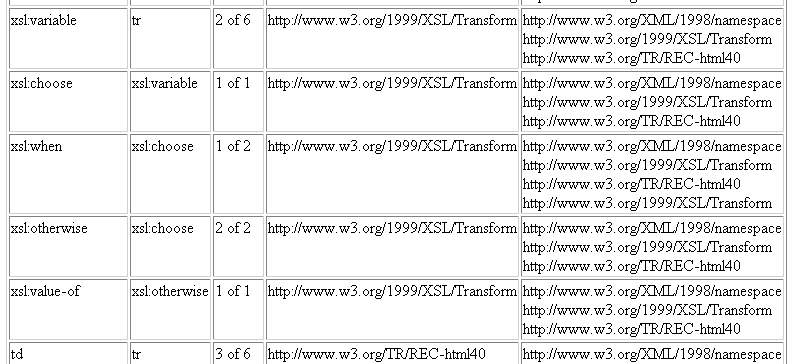 xsl:variable tr 2 of 6 http://www.w3.org/1999/XSL/Transform http://www.w3.org/XML/1998/namespace
http://www.w3.org/1999/XSL/Transform
http://www.w3.org/TR/REC-html40
xsl:choose xsl:variable 1 of 1 http://www.w3.org/1999/XSL/Transform http://www.w3.org/XML/1998/namespace
http://www.w3.org/1999/XSL/Transform
http://www.w3.org/TR/REC-html40
xsl:when xsl:choose 1 of 2 http://www.w3.org/1999/XSL/Transform http://www.w3.org/XML/1998/namespace
http://www.w3.org/1999/XSL/Transform
http://www.w3.org/TR/REC-html40
http://www.w3.org/1999/XSL/Transform
xsl:otherwise xsl:choose 2 of 2 http://www.w3.org/1999/XSL/Transform http://www.w3.org/XML/1998/namespace
http://www.w3.org/1999/XSL/Transform
http://www.w3.org/TR/REC-html40
xsl:value-of xsl:otherwise 1 of 1 http://www.w3.org/1999/XSL/Transform http://www.w3.org/XML/1998/namespace
http://www.w3.org/1999/XSL/Transform
http://www.w3.org/TR/REC-html40
td tr 3 of 6 http://www.w3.org/TR/REC-html40 http://www.w3.org/XML/1998/namespace